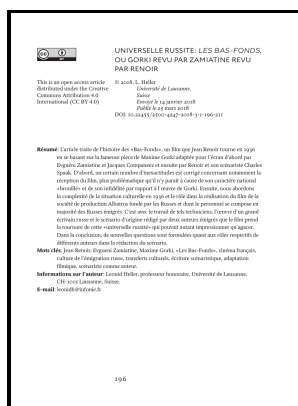 UNIVERSELLE RUSSITE: LES BAS-FONDS,
OU GORKI REVU PAR ZAMIATINE REVU
PAR RENOIR
This is an open access article
distributed under the Creative
Commons Attribution 4.0
International (CC BY 4.0)
© 2018. L. Heller
Université de Lausanne,
Suisse
Envoyé le 14 janvier 2018
Publié le 25 mars 2018
DOI: 10.22455/2500-4247-2018-3-1-196-211
Résumé: L'article traite de l'histoire des «Bas-Fonds», un film que Jean Renoir tourne en 1936
en se basant sur la fameuse pièce de Maxime Gorki adaptée pour l'écran d'abord par
Evguéni Zamiatine et Jacques Companeez et ensuite par Renoir et son scénariste Charles
Spaak. D'abord, un certain nombre d'inexactitudes est corrigé concernant notamment la
réception du film, plus problématique qu'il n'y paraît à cause de son caractère national
«brouillé» et de son infidélité par rapport à l'œuvre de Gorki. Ensuite, nous abordons
la complexité de la situation culturelle en 1936 et le rôle dans la réalisation du film de la
société de production Albatros fondé par les Russes et dont le personnel se compose en
majorité des Russes émigrés. C'est avec le travail de tels techniciens, l'œuvre d'un grand
écrivain russe et le scénario d'origine rédigé par deux auteurs émigrés que le film prend
la tournure de cette «universelle russité» qui pouvait autant impressionner qu'agacer.
Dans la conclusion, de nouvelles questions sont formulées quant aux rôles respectifs de
différents auteurs dans la rédaction du scénario.
Mots clés: Jean Renoir, Evgueni Zamiatine, Maxime Gorki, «Les Bas-Fonds», cinéma français,
culture de l'émigration russe, transferts culturels, écriture scénaristique, adaptation
filmique, scénariste comme auteur.
Informations sur l'auteur: Leonid Heller, professeur honoraire, Université de Lausanne,
CH-1015 Lausanne, Suisse.
E-mail: leonidh@infonie.fr
196